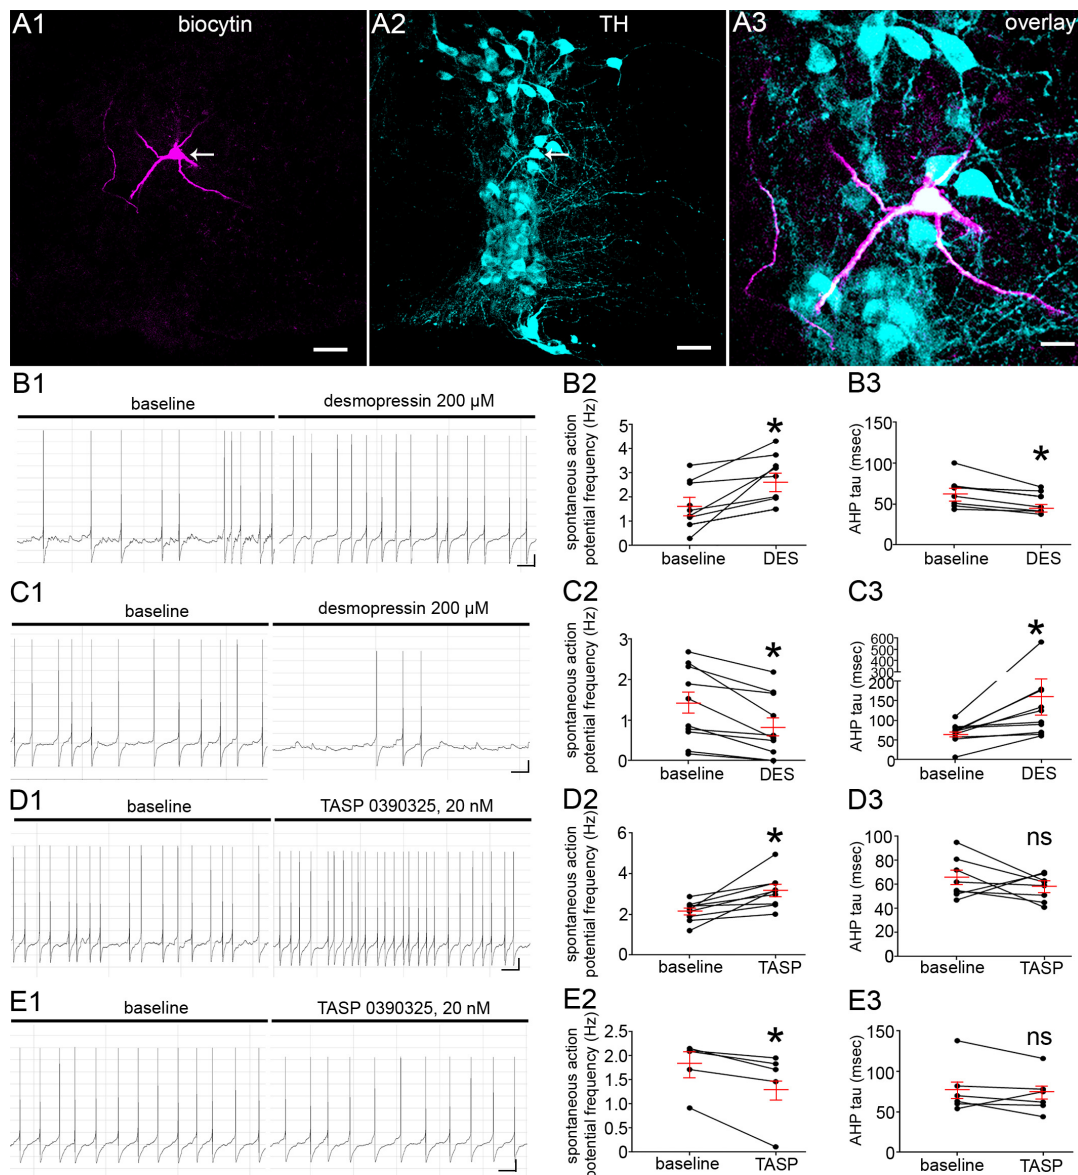 A1 biocytin
A2 TH
A3 overlay
B1
baseline desmopressin 200 µM
B2
spontaneous action
potential frequency (Hz)
5
4
3
2
1
0
*
baseline DES
B3
AHP tau (msec)
150
100
50
0
*
baseline DES
C1
baseline desmopressin 200 µM
C2
spontaneous action
potential frequency (Hz)
3
2
1
0
*
baseline DES
C3
AHP tau (msec)
600
500
400
300
200
150
100
50
0
*
baseline DES
D1
baseline TASP 0390325, 20 nM
D2
spontaneous action
potential frequency (Hz)
6
4
2
0
*
baseline TASP
D3
AHP tau (msec)
100
80
60
40
20
0
ns
baseline TASP
E1
baseline TASP 0390325, 20 nM
E2
spontaneous action
potential frequency (Hz)
2.5
2.0
1.5
1.0
0.5
0
*
baseline TASP
E3
AHP tau (msec)
150
100
50
0
ns
baseline TASP